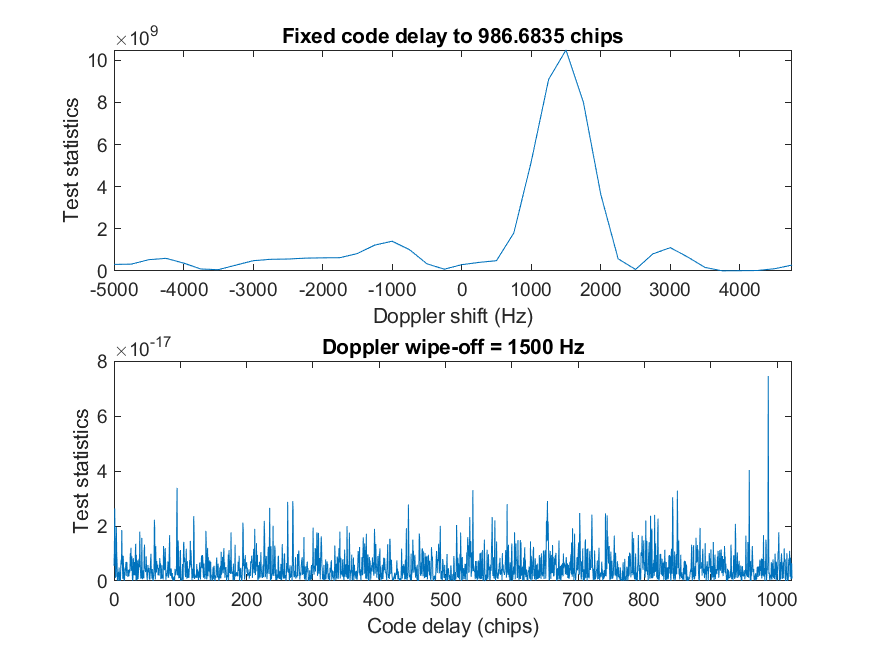 ×10⁹
Fixed code delay to 986.6835 chips
10
8
6
4
2
0
Test statistics
-5000 -4000 -3000 -2000 -1000 0 1000 2000 3000 4000
Doppler shift (Hz)
×10⁻¹⁷
Doppler wipe-off = 1500 Hz
8
6
4
2
0
Test statistics
0 100 200 300 400 500 600 700 800 900 1000
Code delay (chips)